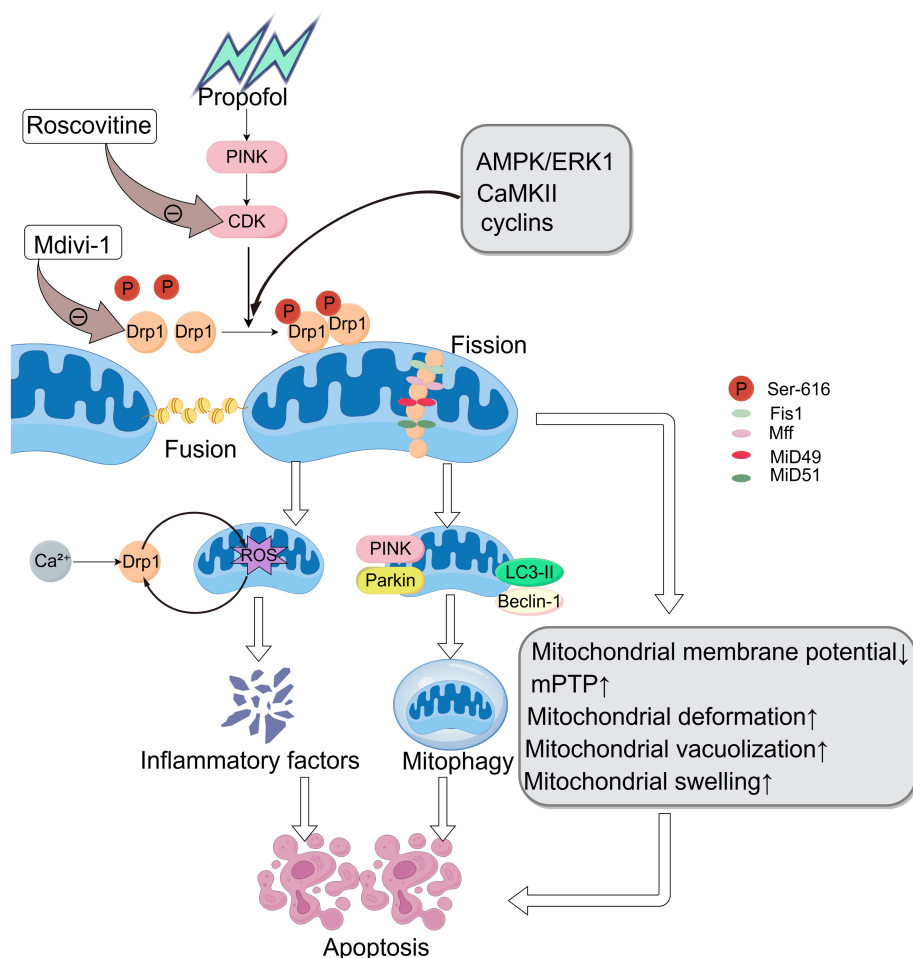 Propofol
Roscovitine
PINK
AMPK/ERK1
CaMKII
cyclins
CDK
Mdivi-1
P P
P P
Drp1 Drp1
Drp1 Drp1
Fission
Fusion
P Ser-616
Fis1
Mff
MiD49
MiD51
Ca²⁺
Drp1
ROS
PINK
Parkin
LC3-II
Beclin-1
Inflammatory factors
Mitophagy
Mitochondrial membrane potential↓
mPTP↑
Mitochondrial deformation↑
Mitochondrial vacuolization↑
Mitochondrial swelling↑
Apoptosis